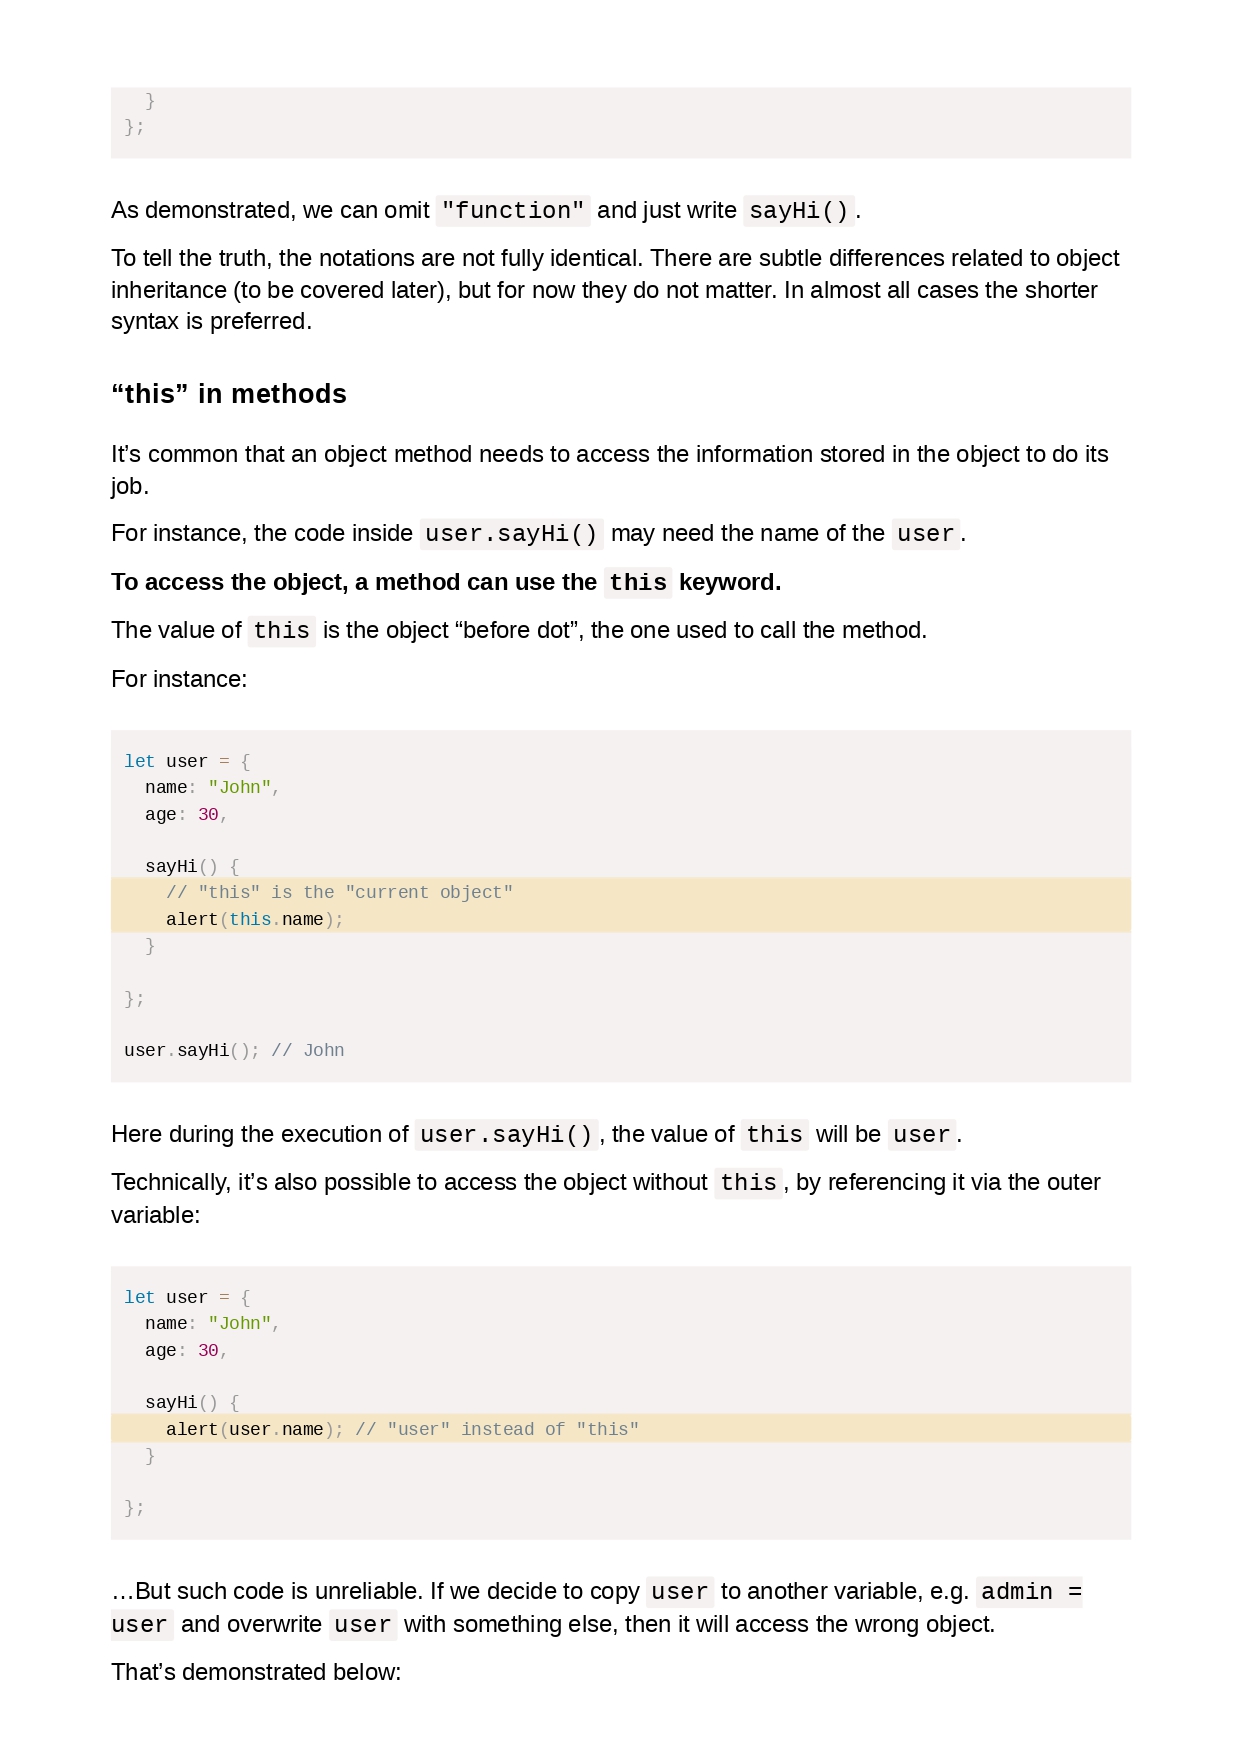 }
};
As demonstrated, we can omit "function" and just write sayHi().
To tell the truth, the notations are not fully identical. There are subtle differences related to object
inheritance (to be covered later), but for now they do not matter. In almost all cases the shorter
syntax is preferred.
“this” in methods
It’s common that an object method needs to access the information stored in the object to do its
job.
For instance, the code inside user.sayHi() may need the name of the user.
To access the object, a method can use the this keyword.
The value of this is the object “before dot”, the one used to call the method.
For instance:
let user = {
  name: "John",
  age: 30,
  sayHi() {
    // "this" is the "current object"
    alert(this.name);
  }
};
user.sayHi(); // John
Here during the execution of user.sayHi(), the value of this will be user.
Technically, it’s also possible to access the object without this, by referencing it via the outer
variable:
let user = {
  name: "John",
  age: 30,
  sayHi() {
    alert(user.name); // "user" instead of "this"
  }
};
…But such code is unreliable. If we decide to copy user to another variable, e.g. admin =
user and overwrite user with something else, then it will access the wrong object.
That’s demonstrated below: